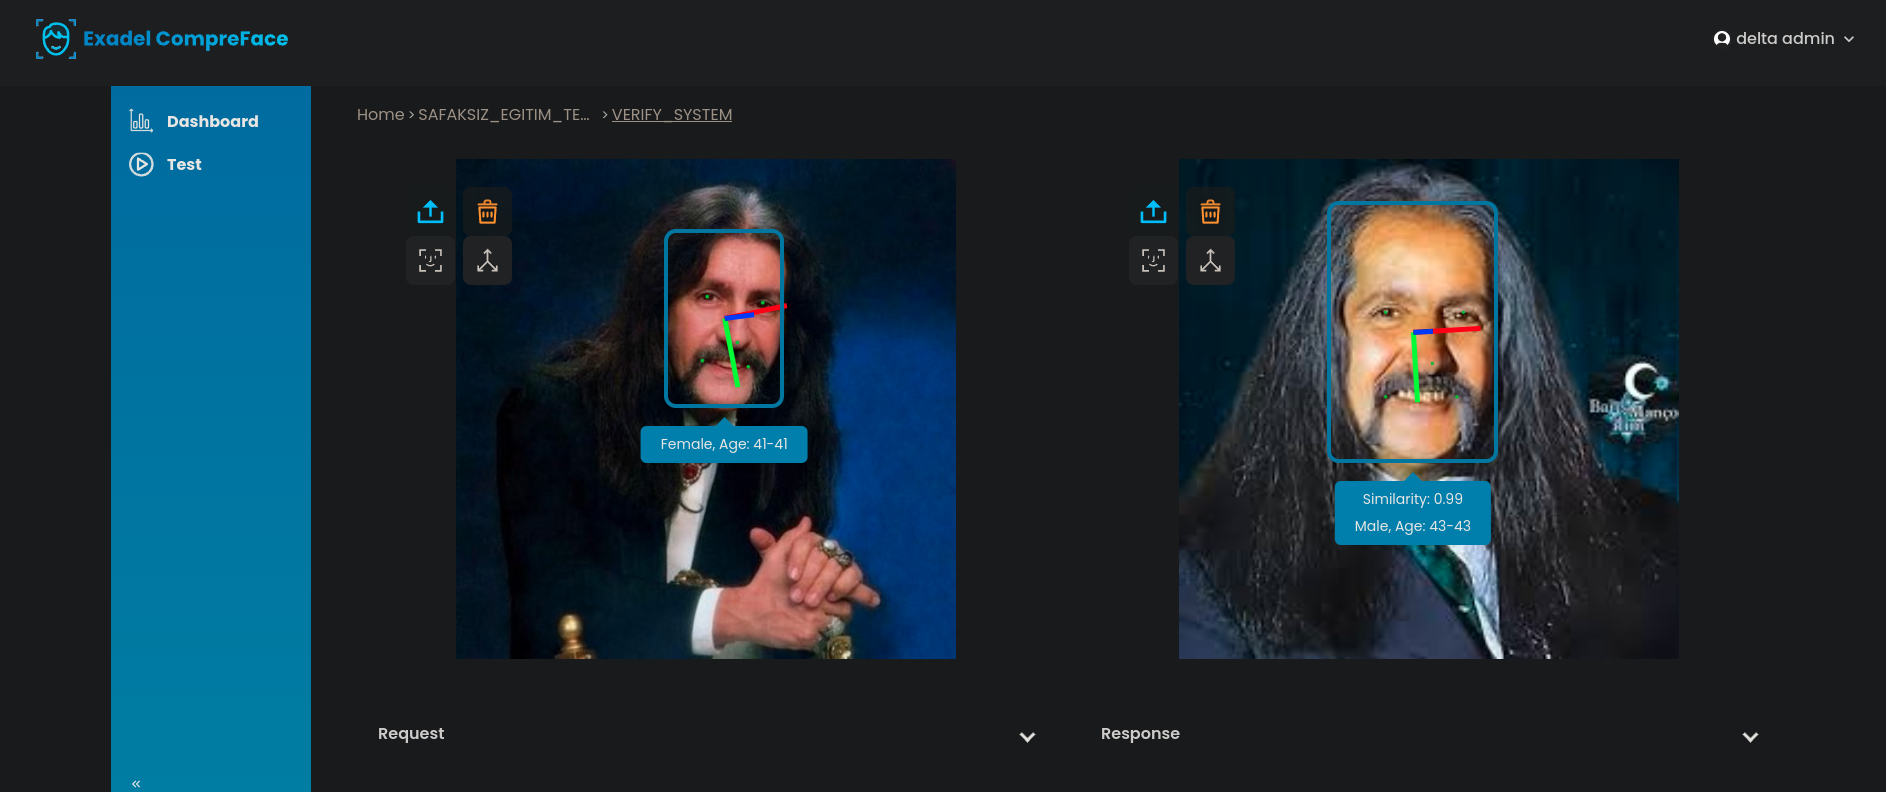 Exadel CompreFace
delta admin
Dashboard
Test
Home > SAFAKSIZ_EGITIM_TE... > VERIFY_SYSTEM
Female, Age: 41-41
Similarity: 0.99
Male, Age: 43-43
Manço
Request
Response
«